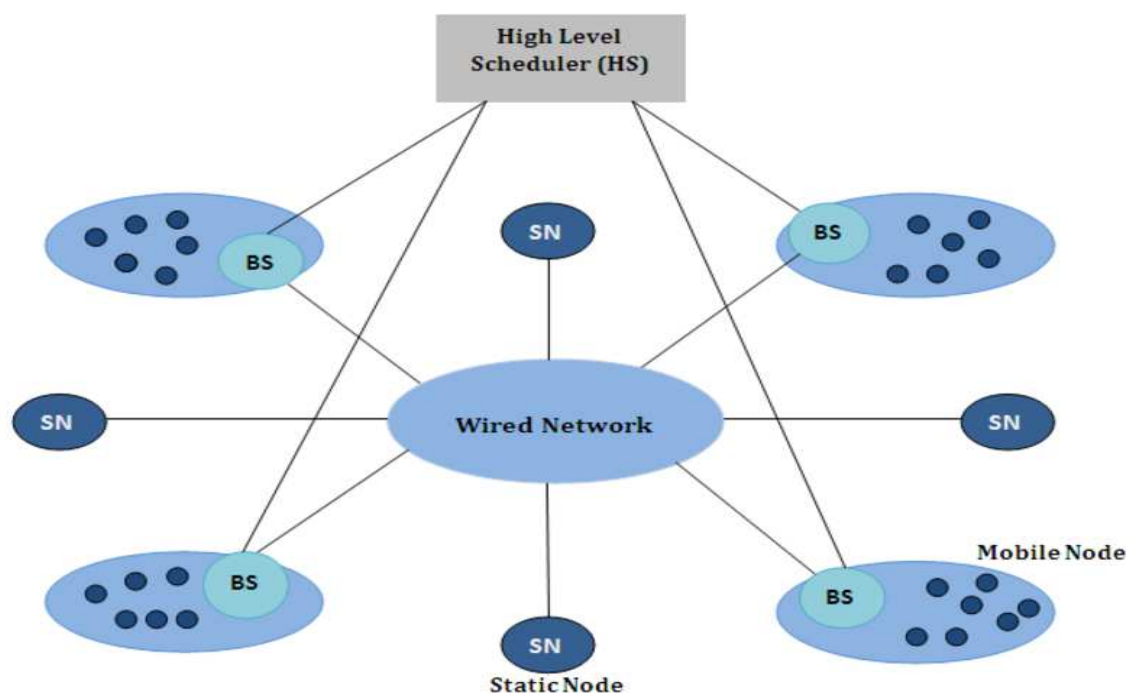 High Level
Scheduler (HS)
SN
BS
BS
SN
Wired Network
SN
BS
BS
Mobile Node
SN
Static Node